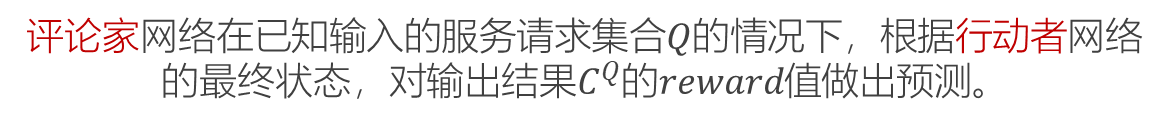 评论家网络在已知输入的服务请求集合Q的情况下，根据行动者网络
的最终状态，对输出结果C^Q的reward值做出预测。